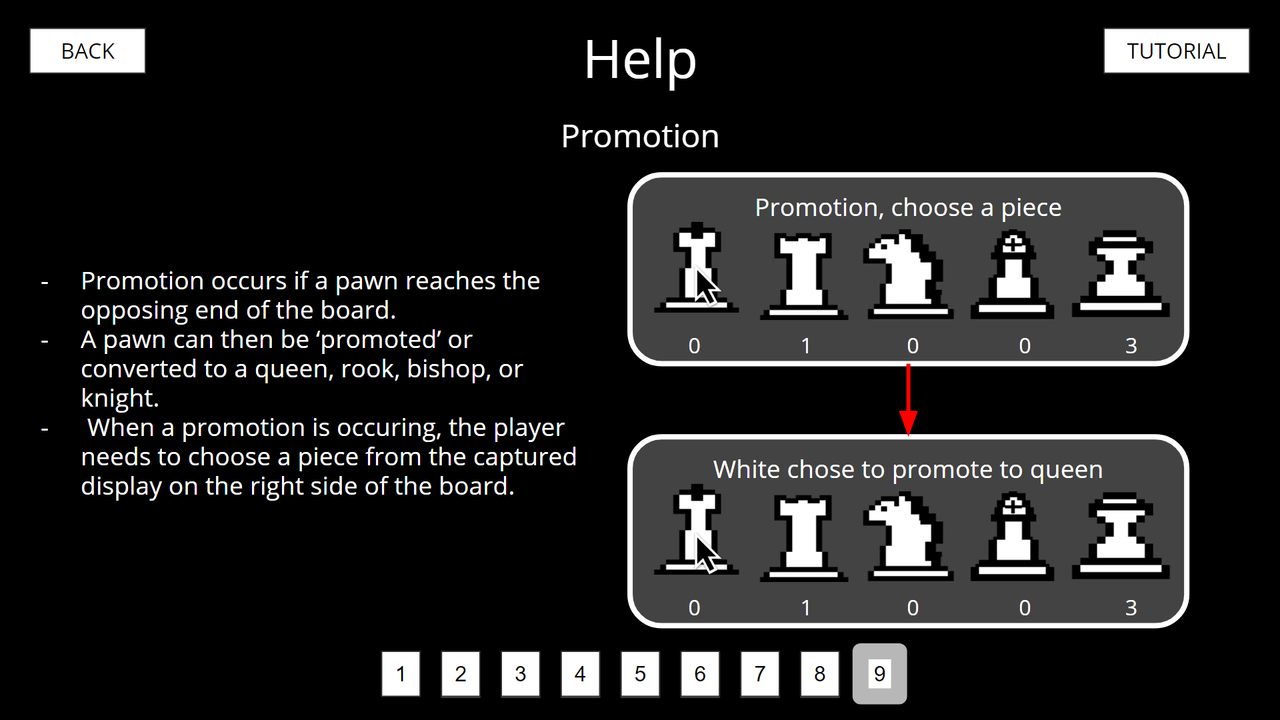 BACK
Help
TUTORIAL
Promotion
- Promotion occurs if a pawn reaches the
opposing end of the board.
- A pawn can then be ‘promoted’ or
converted to a queen, rook, bishop, or
knight.
- When a promotion is occuring, the player
needs to choose a piece from the captured
display on the right side of the board.
Promotion, choose a piece
0 1 0 0 3
White chose to promote to queen
0 1 0 0 3
1 2 3 4 5 6 7 8 9